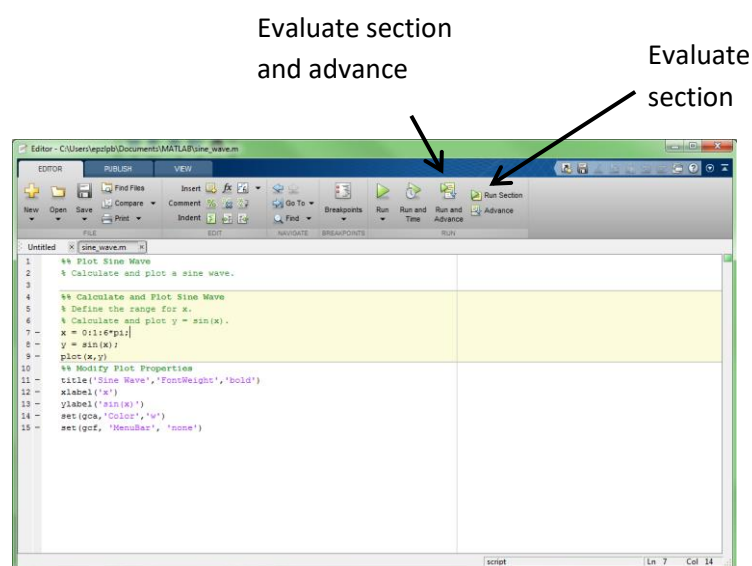 Evaluate section
and advance
Evaluate
section
Editor - C:\Users\epzlpb\Documents\MATLAB\sine_wave.m
EDITOR PUBLISH VIEW
New Open Save Find Files Compare Print
Insert fx Comment % Indent
Go To Find
Breakpoints
Run Run and Time Run and Advance Run Section Advance
FILE EDIT NAVIGATE BREAKPOINTS RUN
Untitled × sine_wave.m ×
1 %% Plot Sine Wave
2 % Calculate and plot a sine wave.
3
4 %% Calculate and Plot Sine Wave
5 % Define the range for x.
6 % Calculate and plot y = sin(x).
7 – x = 0:1:6*pi;
8 – y = sin(x);
9 – plot(x,y)
10 %% Modify Plot Properties
11 – title('Sine Wave','FontWeight','bold')
12 – xlabel('x')
13 – ylabel('sin(x)')
14 – set(gca,'Color','w')
15 – set(gcf, 'MenuBar', 'none')
script Ln 7 Col 14